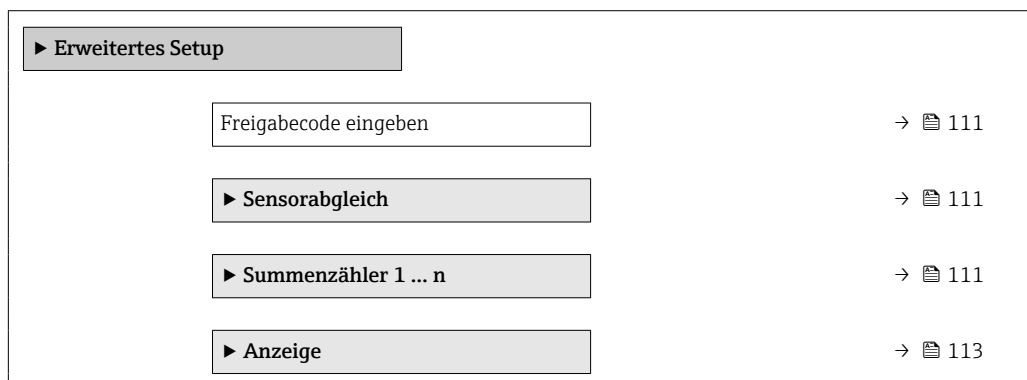 ▶ Erweitertes Setup
Freigabecode eingeben → 111
▶ Sensorabgleich → 111
▶ Summenzähler 1 ... n → 111
▶ Anzeige → 113